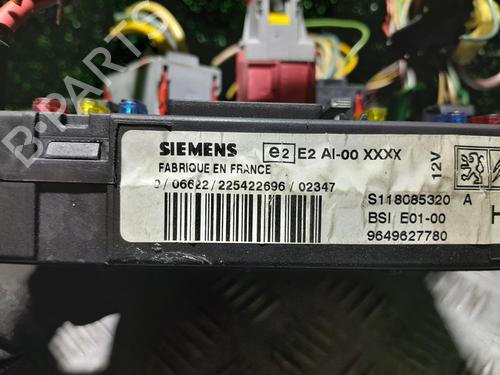 B-PARTS
SIEMENS e2 E2 AI-00 XXXX
FABRIQUE EN FRANCE
06622/225422696/02347
12V
S118085320 A
BSI E01-00
9649627780
H